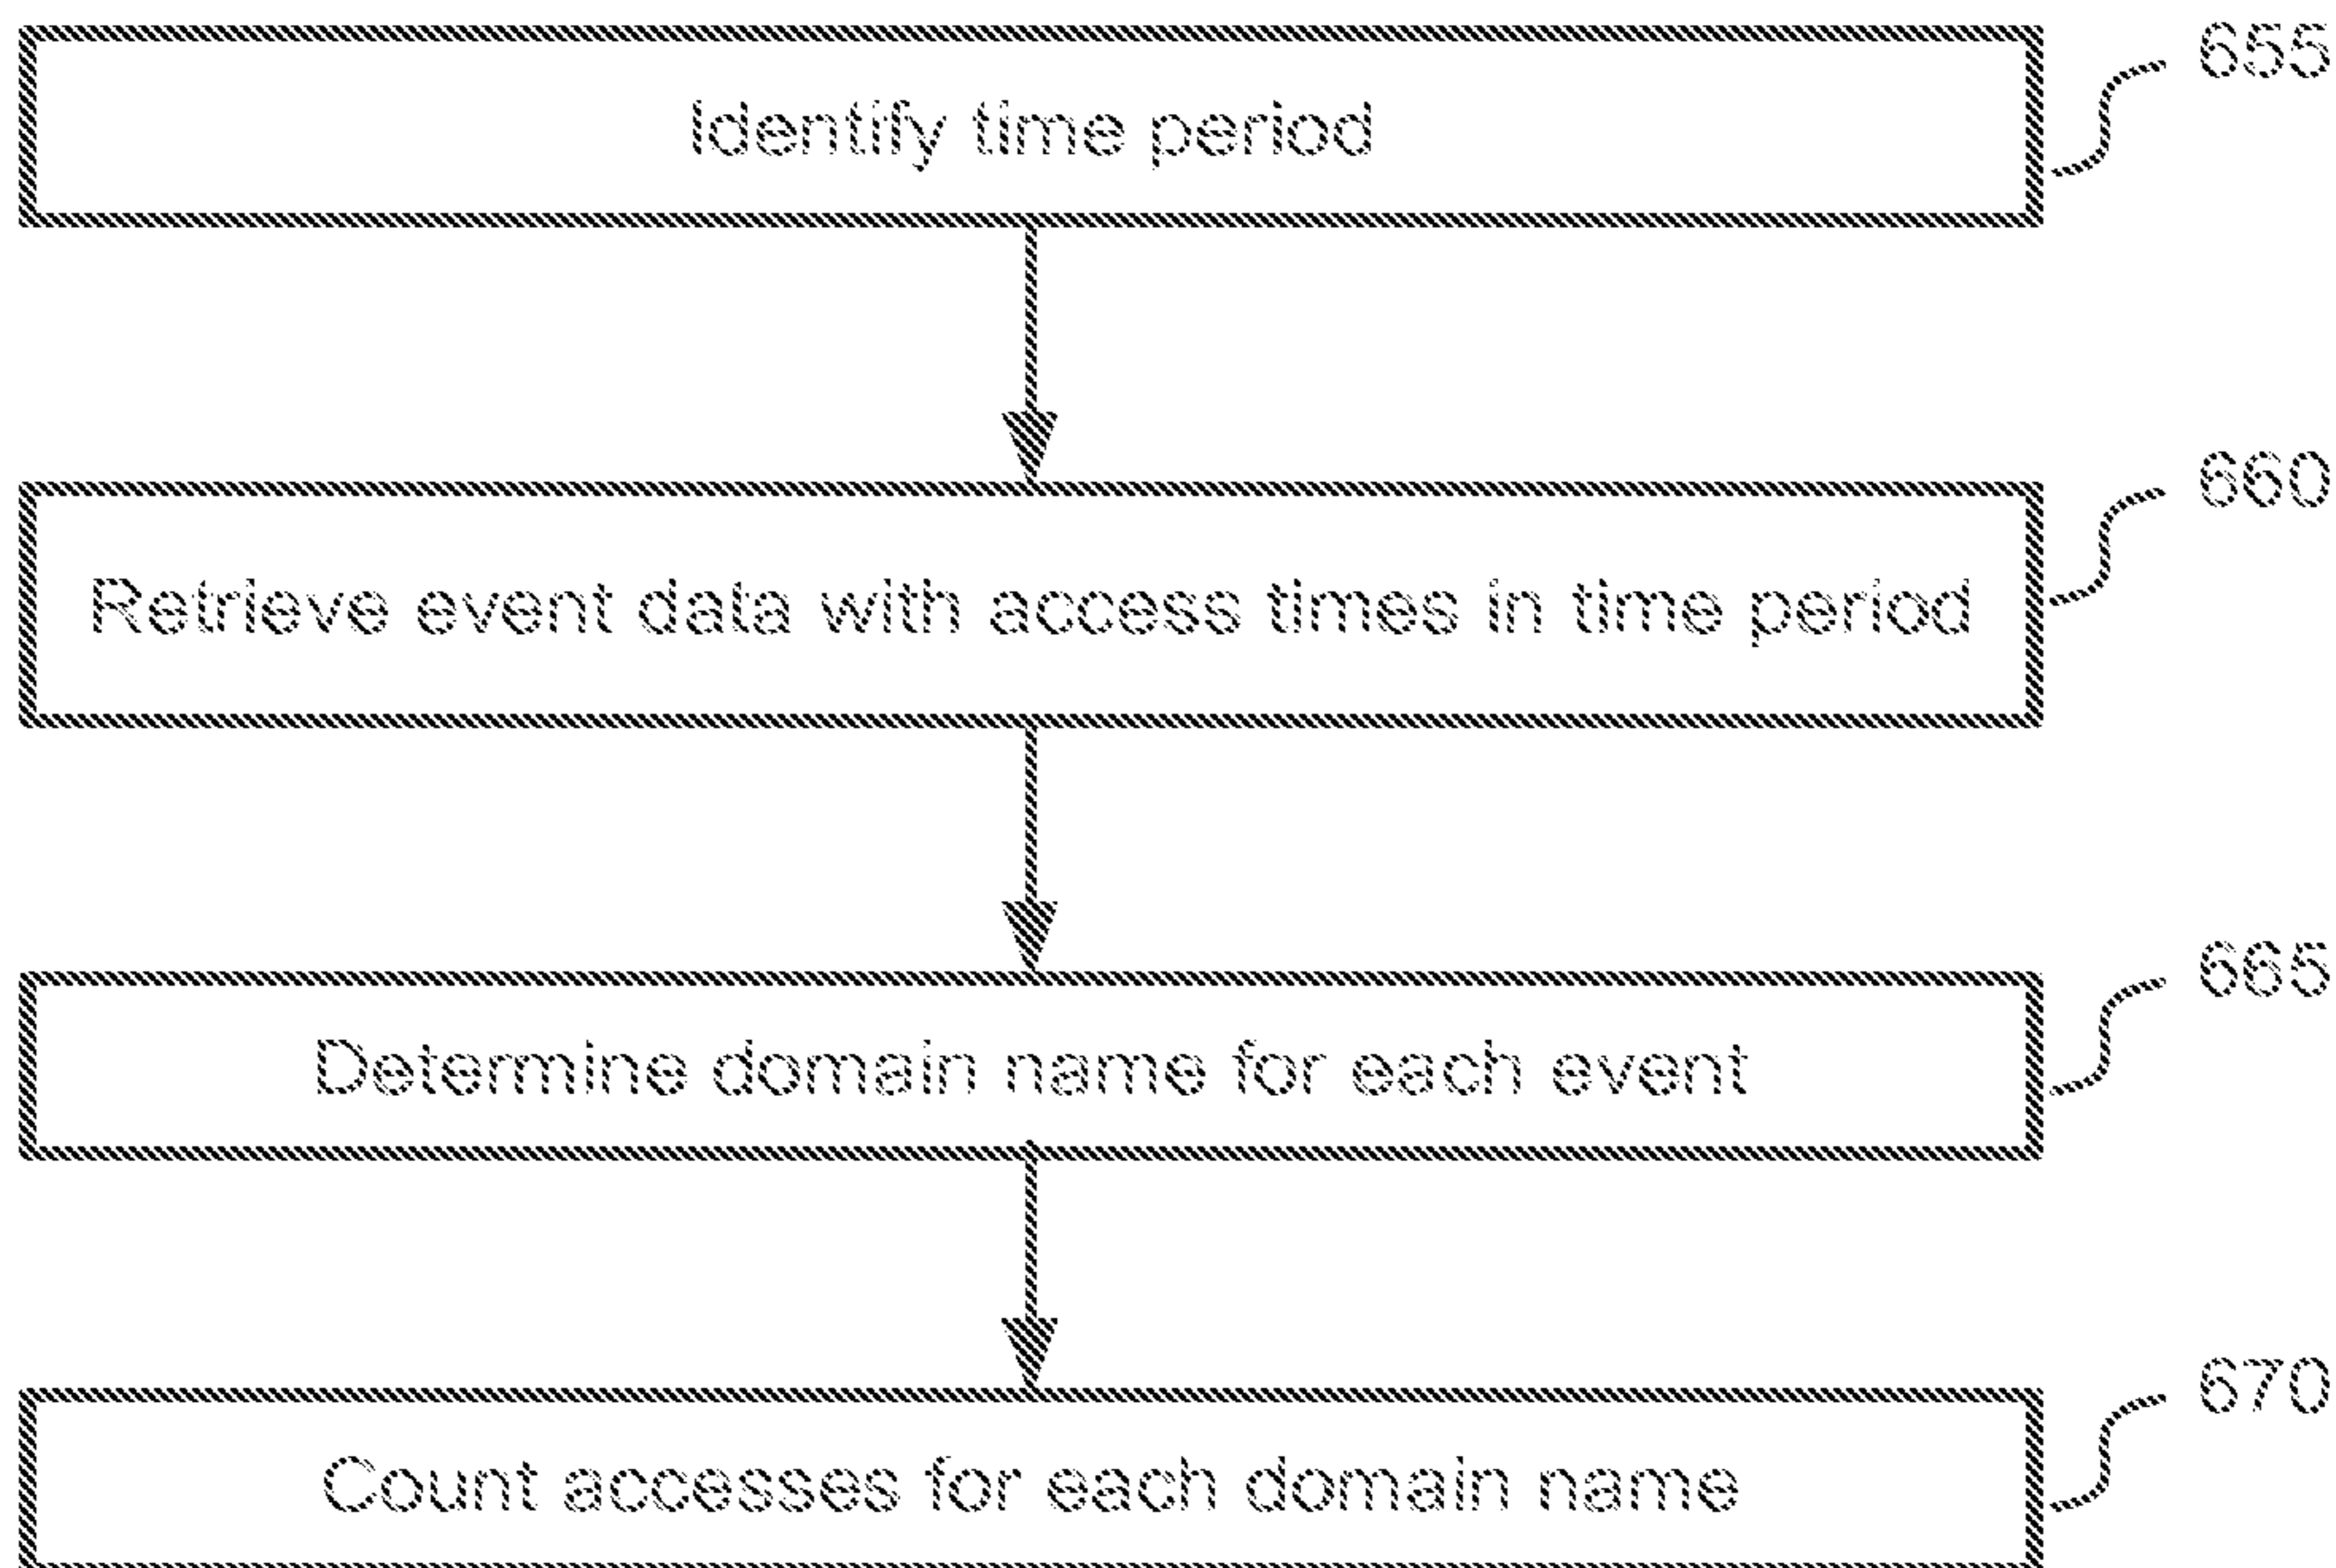 Identify time period
655
Retrieve event data with access times in time period
660
Determine domain name for each event
665
Count accesses for each domain name
670